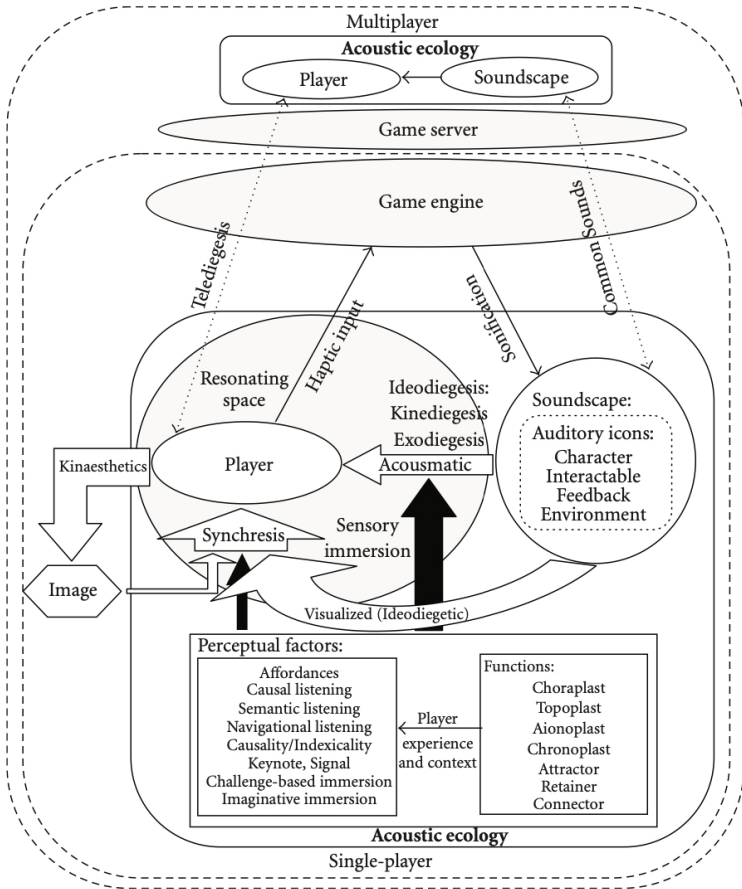 Multiplayer
Acoustic ecology
Player
Soundscape
Game server
Game engine
Telediegesis
Haptic input
Sonification
Common Sounds
Resonating
space
Ideodiegesis:
Kinediegesis
Exodiegesis
Acousmatic
Soundscape:
Auditory icons:
Character
Interactable
Feedback
Environment
Kinaesthetics
Player
Synchresis
Sensory
immersion
Image
Visualized (Ideodiegetic)
Perceptual factors:
Affordances
Causal listening
Semantic listening
Navigational listening
Causality/Indexicality
Keynote, Signal
Challenge-based immersion
Imaginative immersion
Player
experience
and context
Functions:
Choraplast
Topoplast
Aionoplast
Chronoplast
Attractor
Retainer
Connector
Acoustic ecology
Single-player